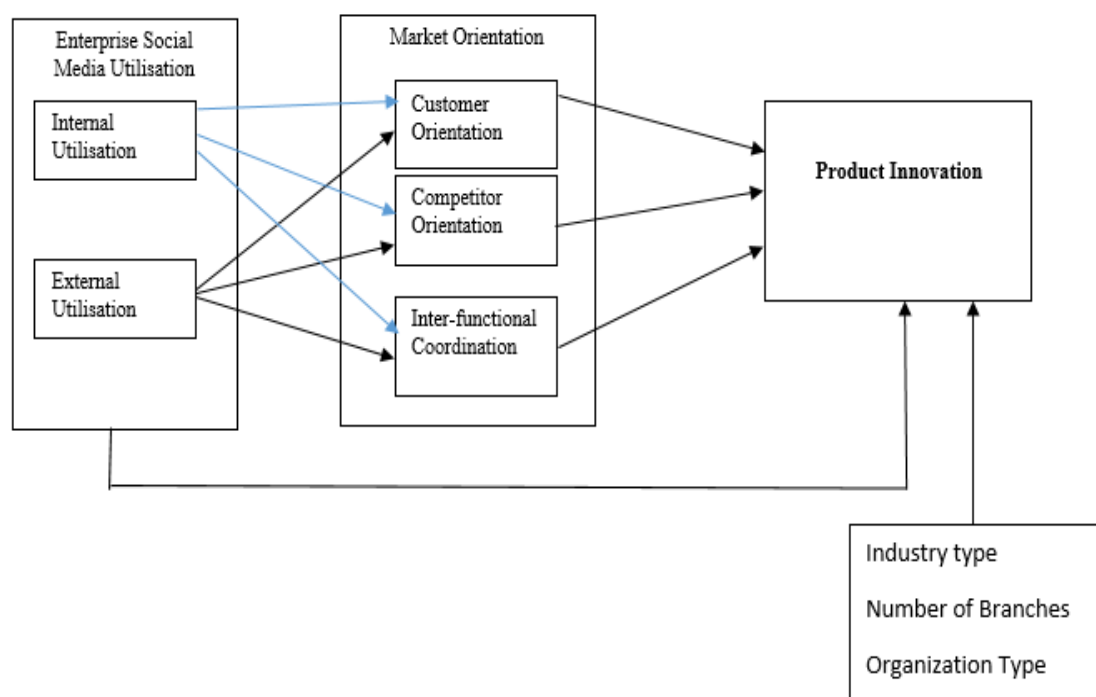 Enterprise Social
Media Utilisation
Internal
Utilisation
External
Utilisation
Market Orientation
Customer
Orientation
Competitor
Orientation
Inter-functional
Coordination
Product Innovation
Industry type
Number of Branches
Organization Type